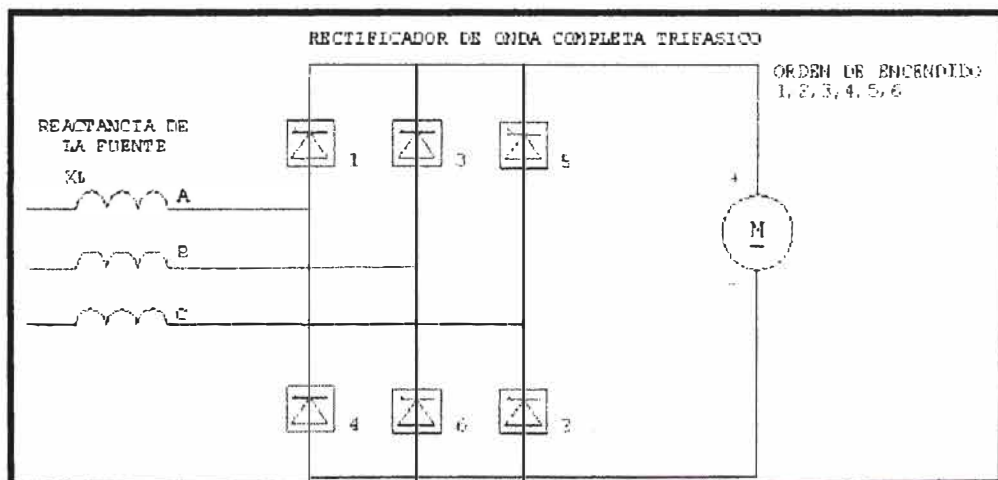 RECTIFICADOR DE ONDA COMPLETA TRIFASICO
ORDEN DE ENCENDIDO
1,2,3,4,5,6
REACTANCIA DE
LA FUENTE
XL
A
B
C
1
3
5
+
M
-
4
6